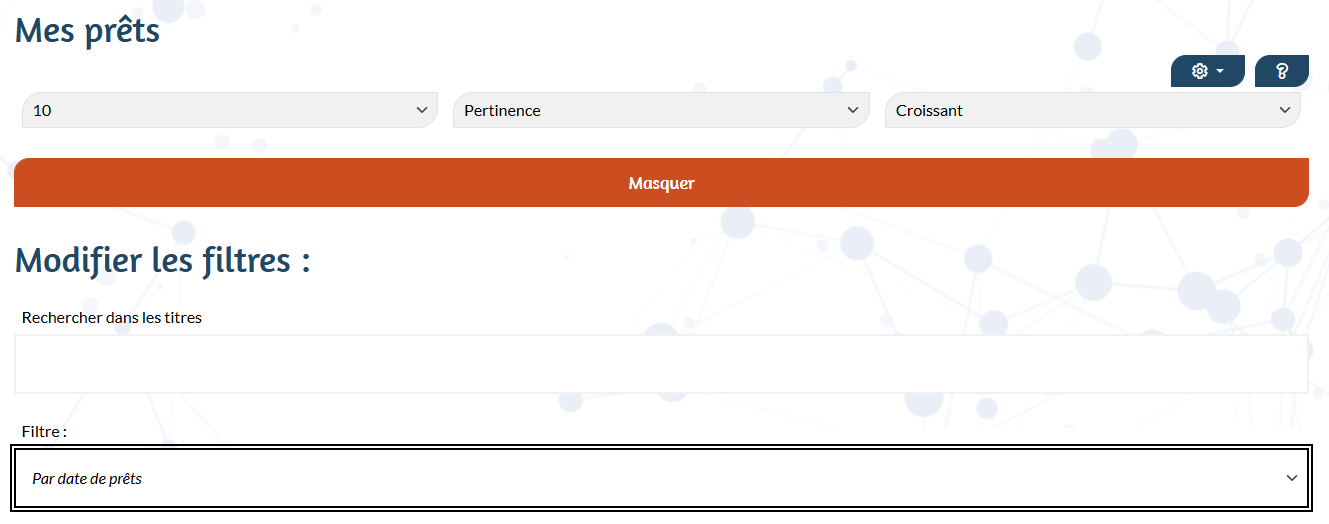 Mes prêts
10
Pertinence
Croissant
Masquer
Modifier les filtres :
Rechercher dans les titres
Filtre :
Par date de prêts